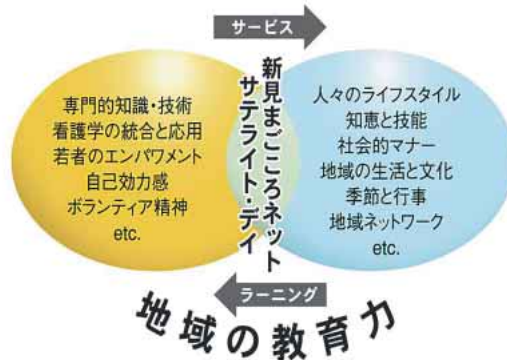 サービス
専門的知識・技術
看護学の統合と応用
若者のエンパワメント
自己効力感
ボランティア精神
etc.
新見まごころネット
サテライト・デイ
人々のライフスタイル
知恵と技能
社会的マナー
地域の生活と文化
季節と行事
地域ネットワーク
etc.
ラーニング
地域の教育力